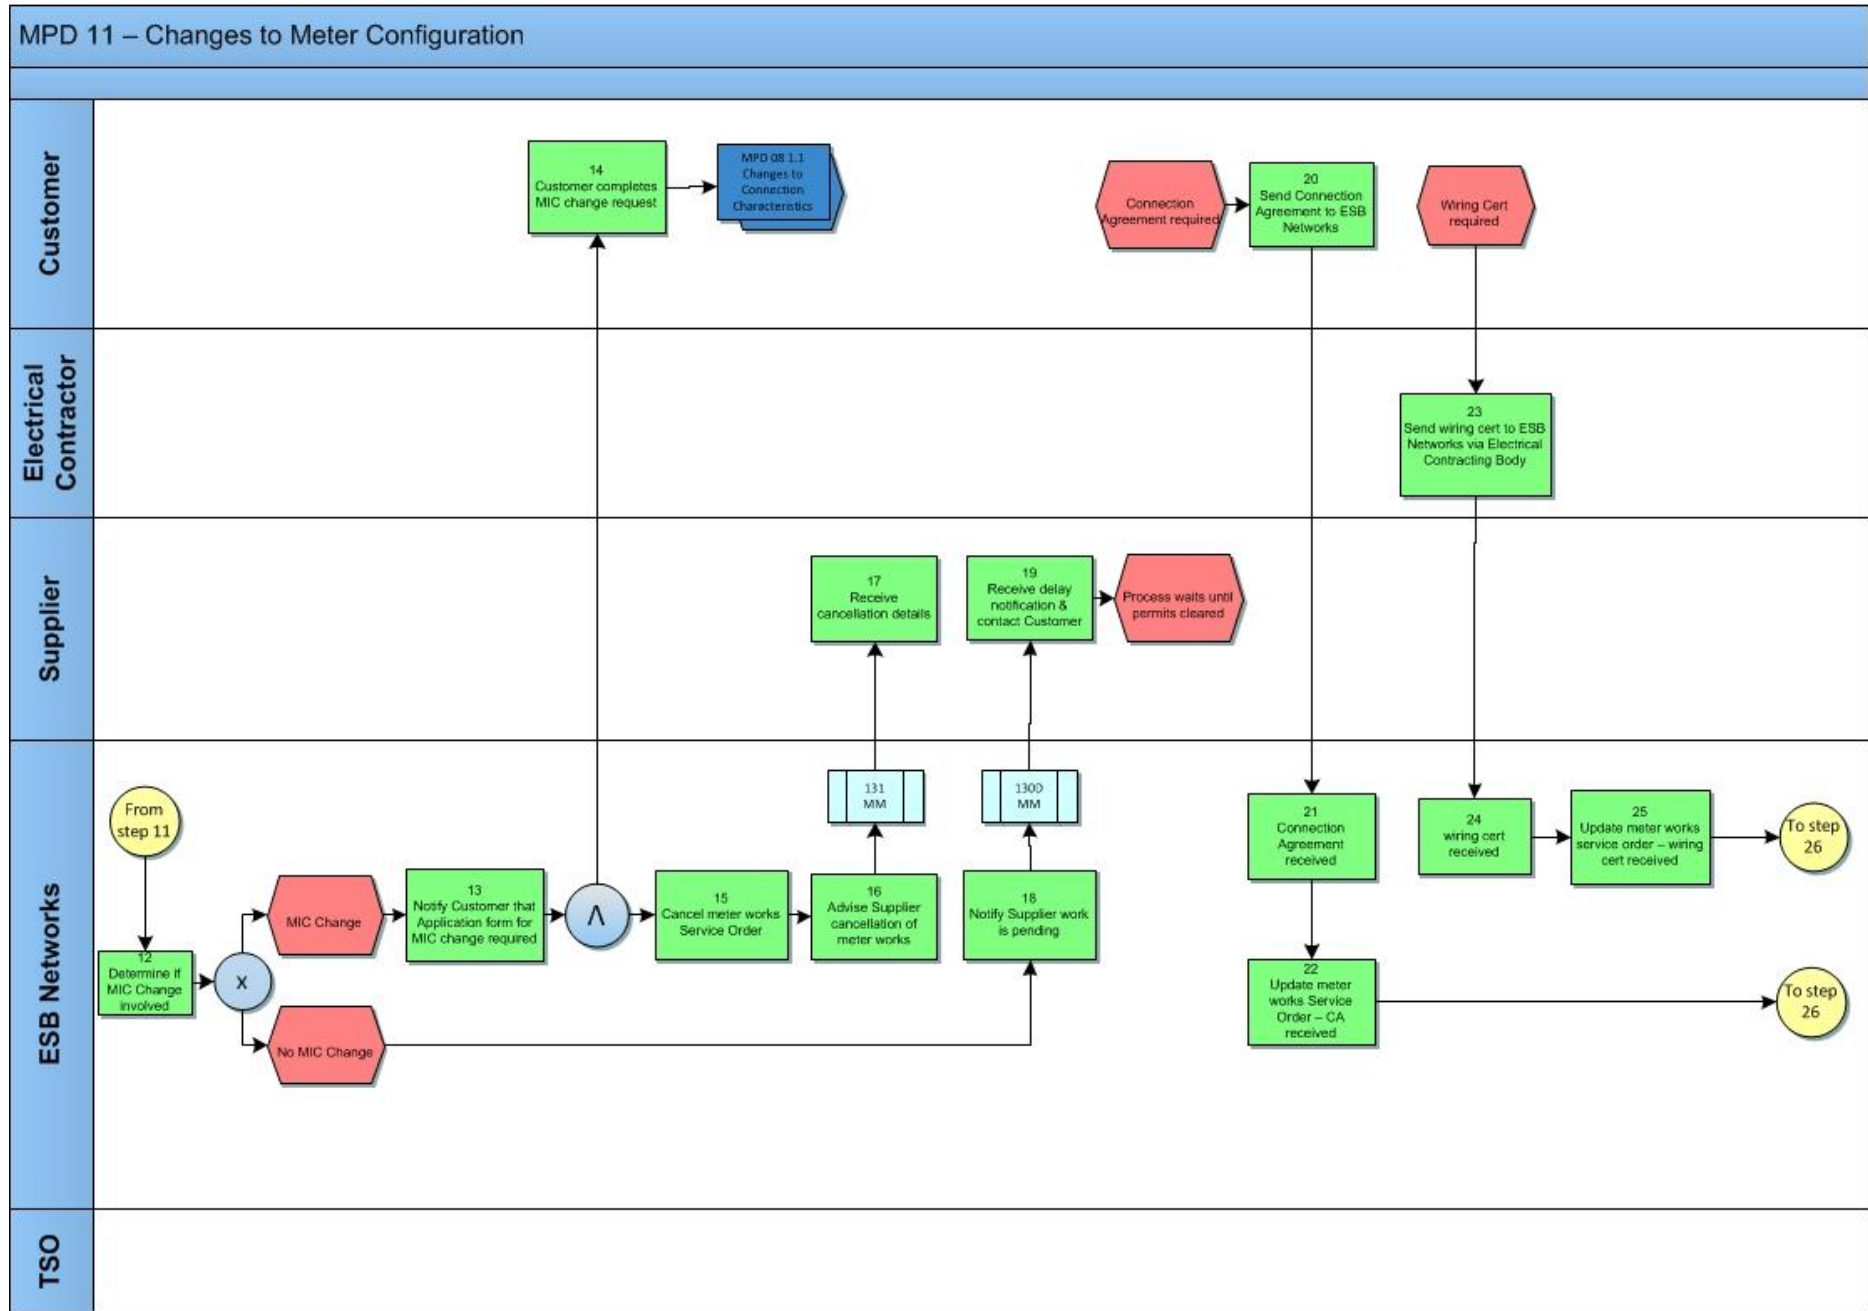 MPD 11 – Changes to Meter Configuration
Customer
14
Customer completes
MIC change request
MPD 08 1.1
Changes to
Connection
Characteristics
Connection
Agreement required
20
Send Connection
Agreement to ESB
Networks
Wiring Cert
required
Electrical
Contractor
23
Send wiring cert to ESB
Networks via Electrical
Contracting Body
Supplier
17
Receive
cancellation details
19
Receive delay
notification &
contact Customer
Process waits until
permits cleared
ESB Networks
From
step 11
12
Determine if
MIC Change
involved
X
MIC Change
No MIC Change
13
Notify Customer that
Application form for
MIC change required
Λ
15
Cancel meter works
Service Order
16
Advise Supplier
cancellation of
meter works
131
MM
18
Notify Supplier work
is pending
130D
MM
21
Connection
Agreement
received
22
Update meter
works Service
Order – CA
received
To step
26
24
wiring cert
received
25
Update meter works
service order – wiring
cert received
To step
26
TSO